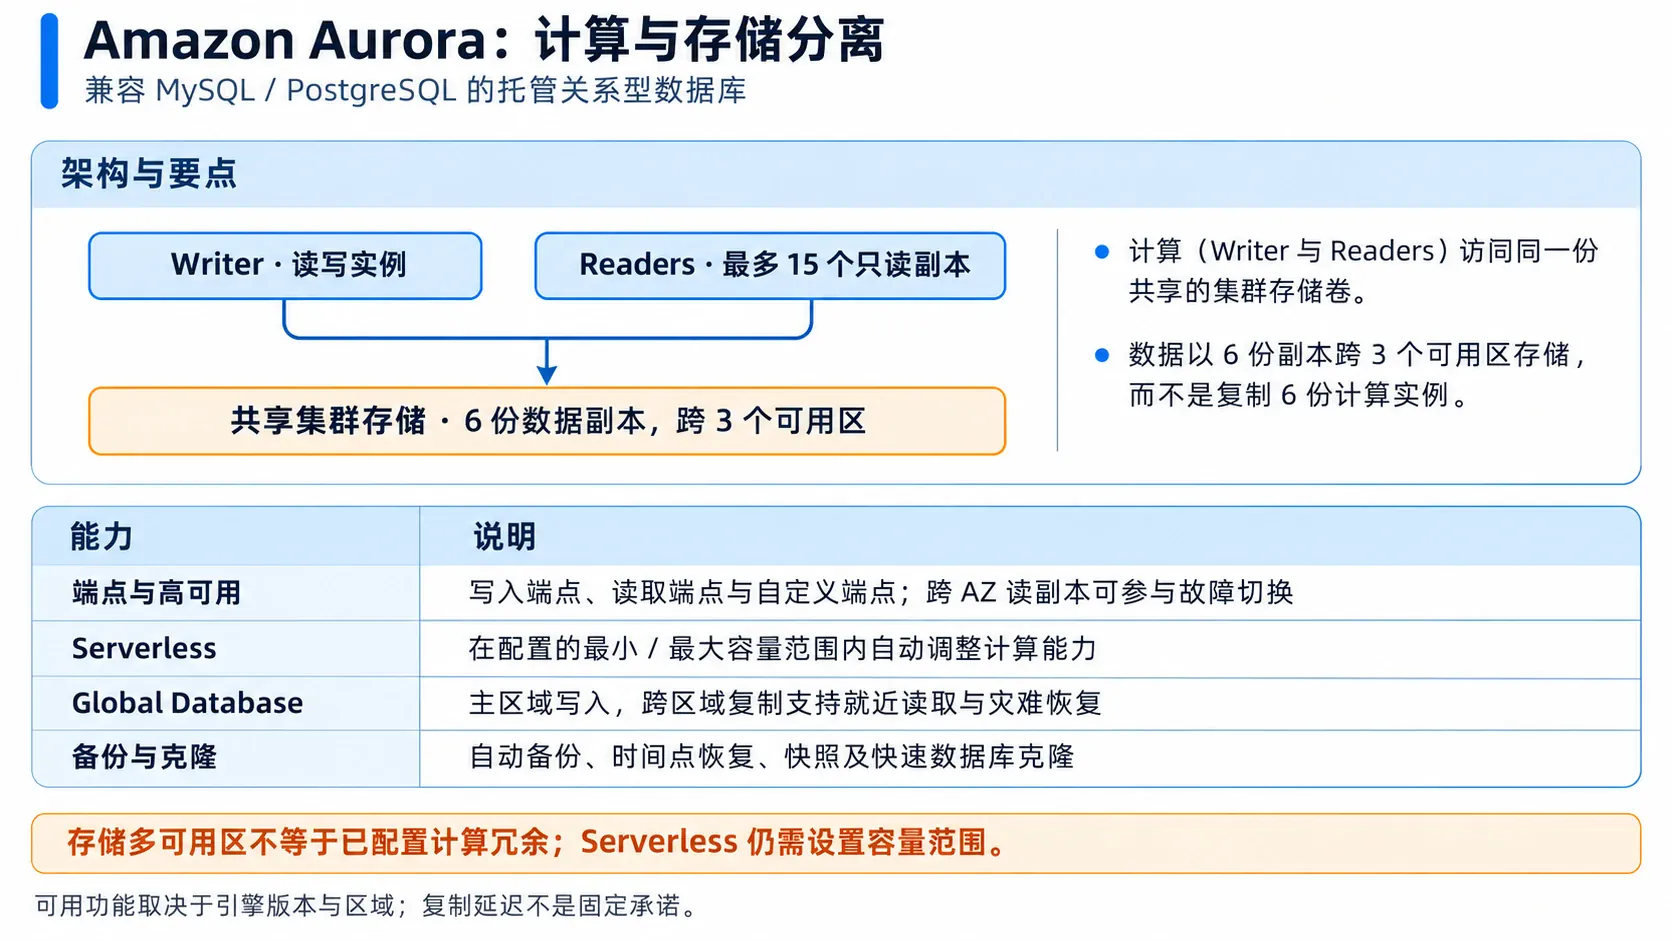 Amazon Aurora：计算与存储分离
兼容 MySQL / PostgreSQL 的托管关系型数据库
架构与要点
Writer · 读写实例
Readers · 最多 15 个只读副本
共享集群存储 · 6 份数据副本，跨 3 个可用区
计算（Writer 与 Readers）访问同一份
共享的集群存储卷。
数据以 6 份副本跨 3 个可用区存储，
而不是复制 6 份计算实例。
能力
说明
端点与高可用
写入端点、读取端点与自定义端点；跨 AZ 读副本可参与故障切换
Serverless
在配置的最小 / 最大容量范围内自动调整计算能力
Global Database
主区域写入，跨区域复制支持就近读取与灾难恢复
备份与克隆
自动备份、时间点恢复、快照及快速数据库克隆
存储多可用区不等于已配置计算冗余；Serverless 仍需设置容量范围。
可用功能取决于引擎版本与区域；复制延迟不是固定承诺。